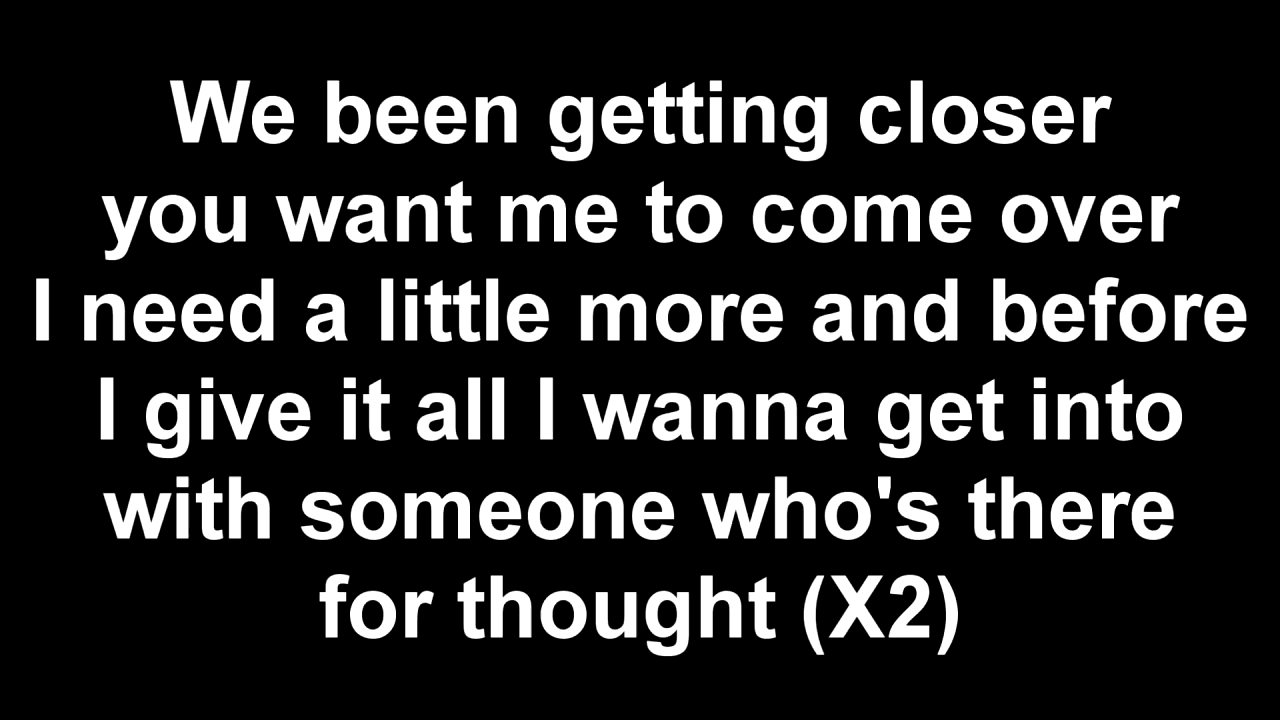 We been getting closer
you want me to come over
I need a little more and before
I give it all I wanna get into
with someone who's there
for thought (X2)